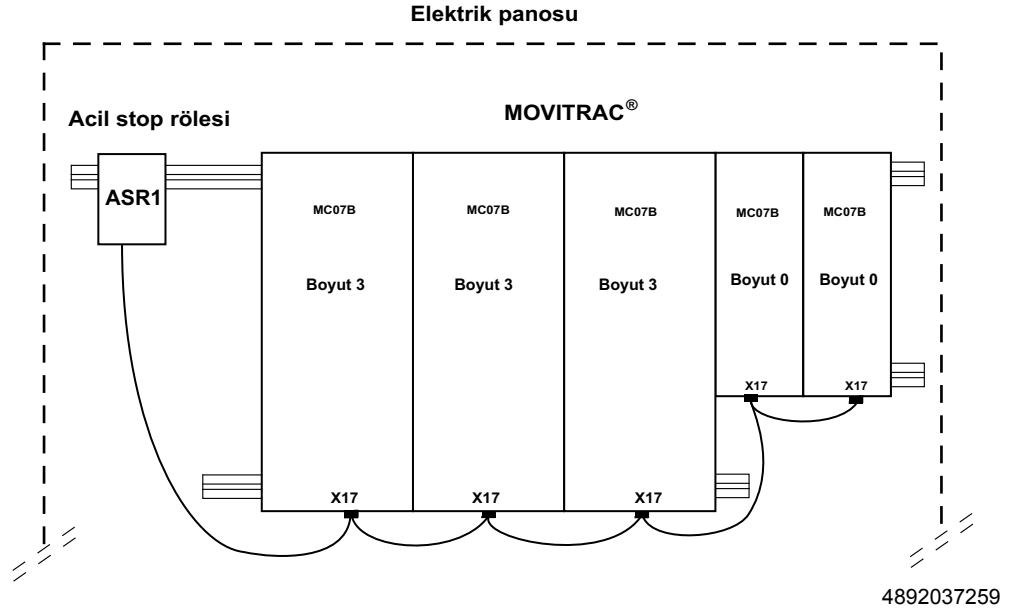 Elektrik panosu
Acil stop rölesi
MOVITRAC®
ASR1
MC07B
MC07B
MC07B
MC07B
MC07B
Boyut 3
Boyut 3
Boyut 3
Boyut 0
Boyut 0
X17
X17
X17
X17
X17
4892037259